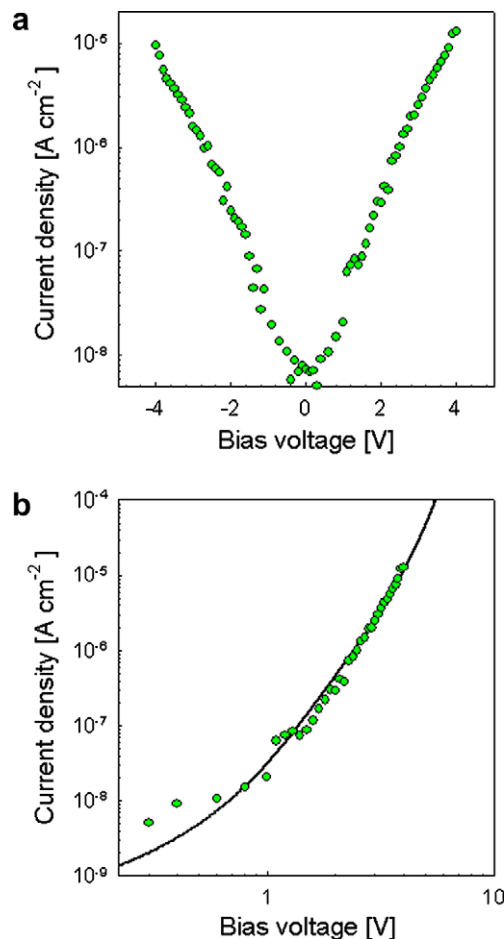 a
Current density [A cm⁻²]
10⁻⁵
10⁻⁶
10⁻⁷
10⁻⁸
-4 -2 0 2 4
Bias voltage [V]
b
Current density [A cm⁻²]
10⁻⁴
10⁻⁵
10⁻⁶
10⁻⁷
10⁻⁸
10⁻⁹
1 10
Bias voltage [V]